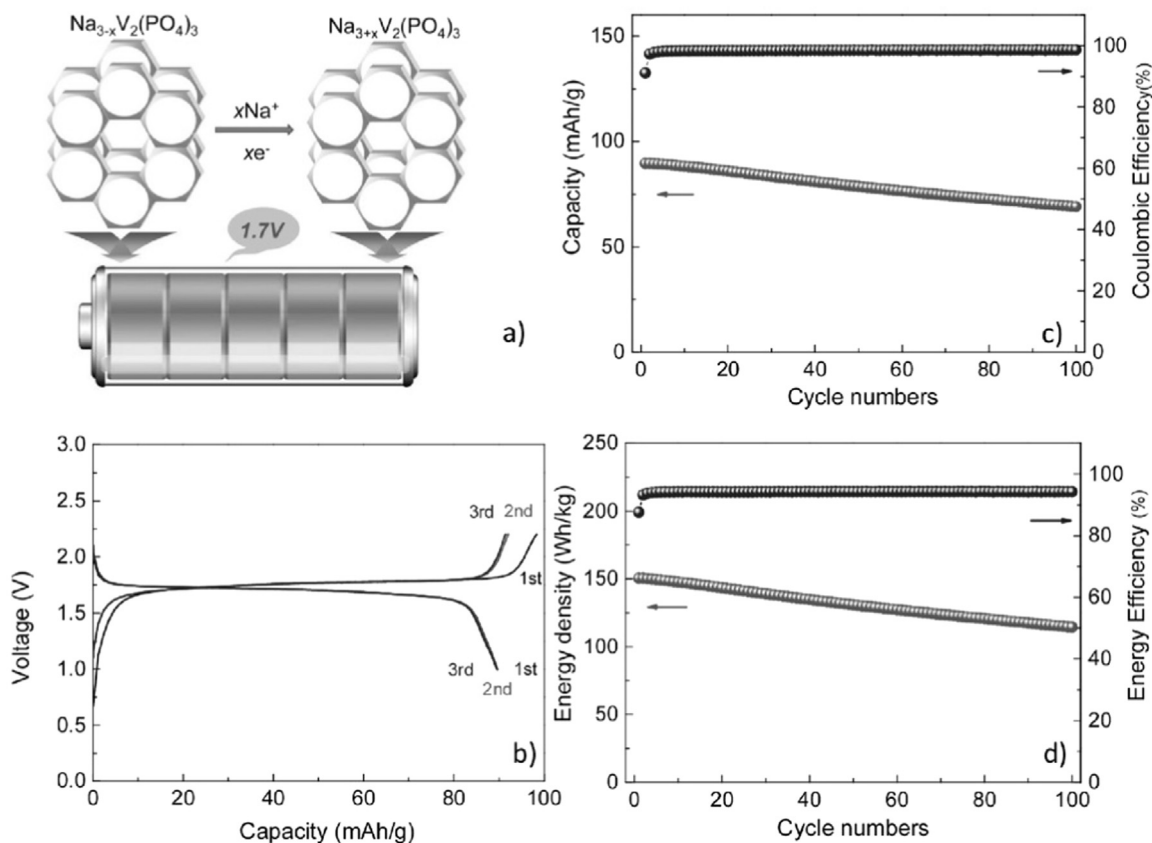 Na₃₋ₓV₂(PO₄)₃
Na₃₊ₓV₂(PO₄)₃
xNa⁺
xe⁻
1.7V
a)
150
100
50
0
Capacity (mAh/g)
100
80
60
40
20
0
Coulombic Efficiency(%)
c)
0 20 40 60 80 100
Cycle numbers
3.0
2.5
2.0
1.5
1.0
0.5
0.0
Voltage (V)
3rd 2nd
1st
3rd 1st
2nd
b)
0 20 40 60 80 100
Capacity (mAh/g)
250
200
150
100
50
0
Energy density (Wh/kg)
100
80
60
40
20
0
Energy Efficiency (%)
d)
0 20 40 60 80 100
Cycle numbers